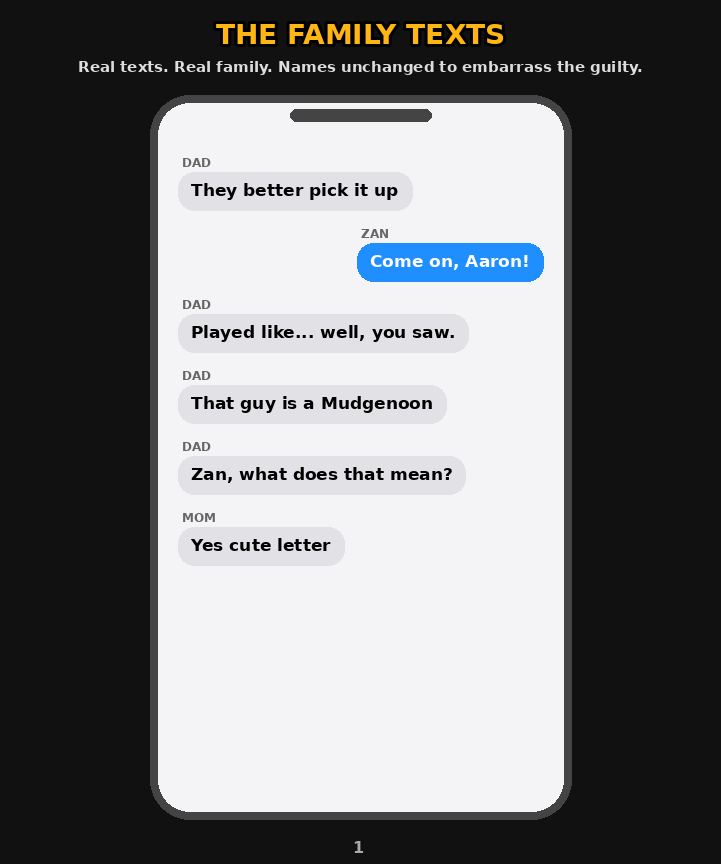 THE FAMILY TEXTS
Real texts. Real family. Names unchanged to embarrass the guilty.
DAD
They better pick it up
ZAN
Come on, Aaron!
DAD
Played like... well, you saw.
DAD
That guy is a Mudgenoon
DAD
Zan, what does that mean?
MOM
Yes cute letter
1